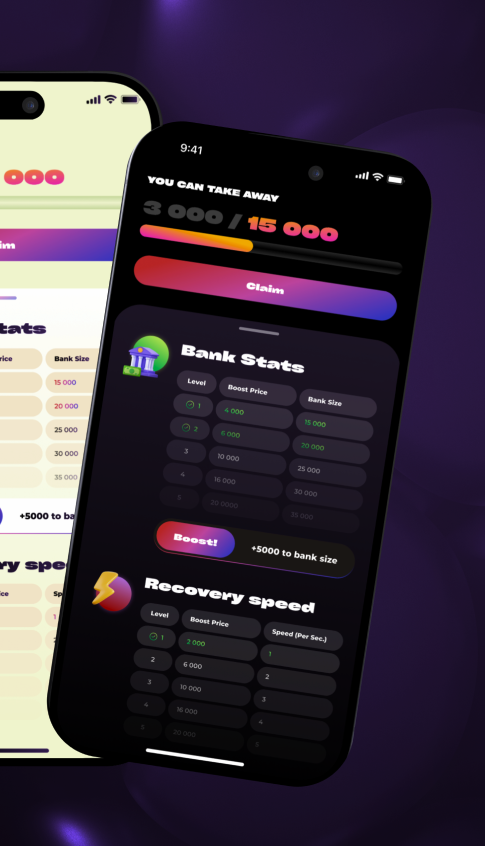 000
im
tats
rice
Bank Size
15 000
20 000
25 000
30 000
35 000
+5000 to ba
ry spe
ice
Sp
1
9:41
YOU CAN TAKE AWAY
3 000 / 15 000
Claim
Bank Stats
Level Boost Price Bank Size
1 4 000 15 000
2 6 000 20 000
3 10 000 25 000
4 16 000 30 000
5 20 0000 35 000
Boost! +5000 to bank size
Recovery speed
Level Boost Price Speed (Per Sec.)
1 2 000 1
2 6 000 2
3 10 000 3
4 16 000 4
5 20 000 5